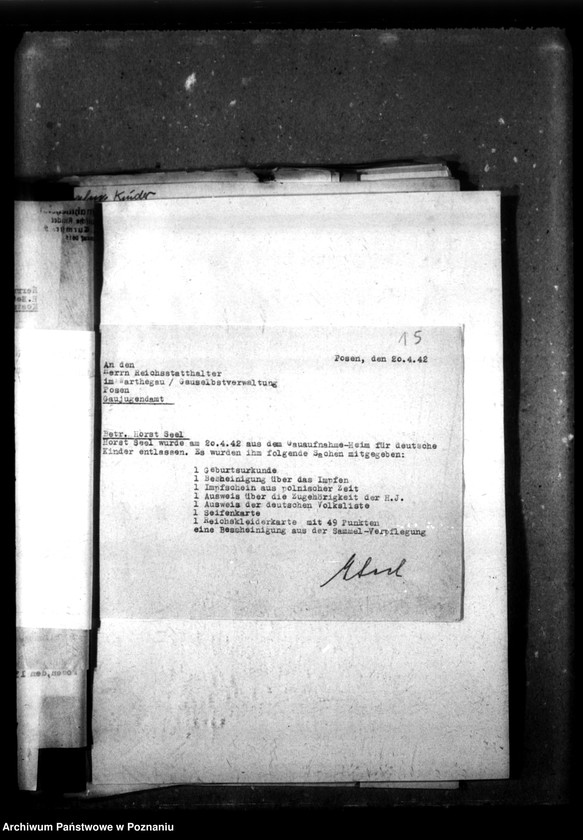 Kinder
15
Posen, den 20.4.42
An den
Herrn Reichsstatthalter
im Warthegau / Gauselbstverwaltung
Posen
Gaujugendamt
Betr. Horst Seel
Horst Seel wurde am 20.4.42 aus dem Gauaufnahme-Heim für deutsche
Kinder entlassen. Es wurden ihm folgende Sachen mitgegeben:
1 Geburtsurkunde
1 Besheinigung über das Impfen
1 Impfschein aus polnischer Zeit
1 Ausweis über die Zugehörigkeit der H.J.
1 Ausweis der deutschen Volksliste
1 Seifenkarte
1 Reichskleiderkarte mit 49 Punkten
eine Bescheinigung aus der Sammel-Verpflegung
Archiwum Państwowe w Poznaniu